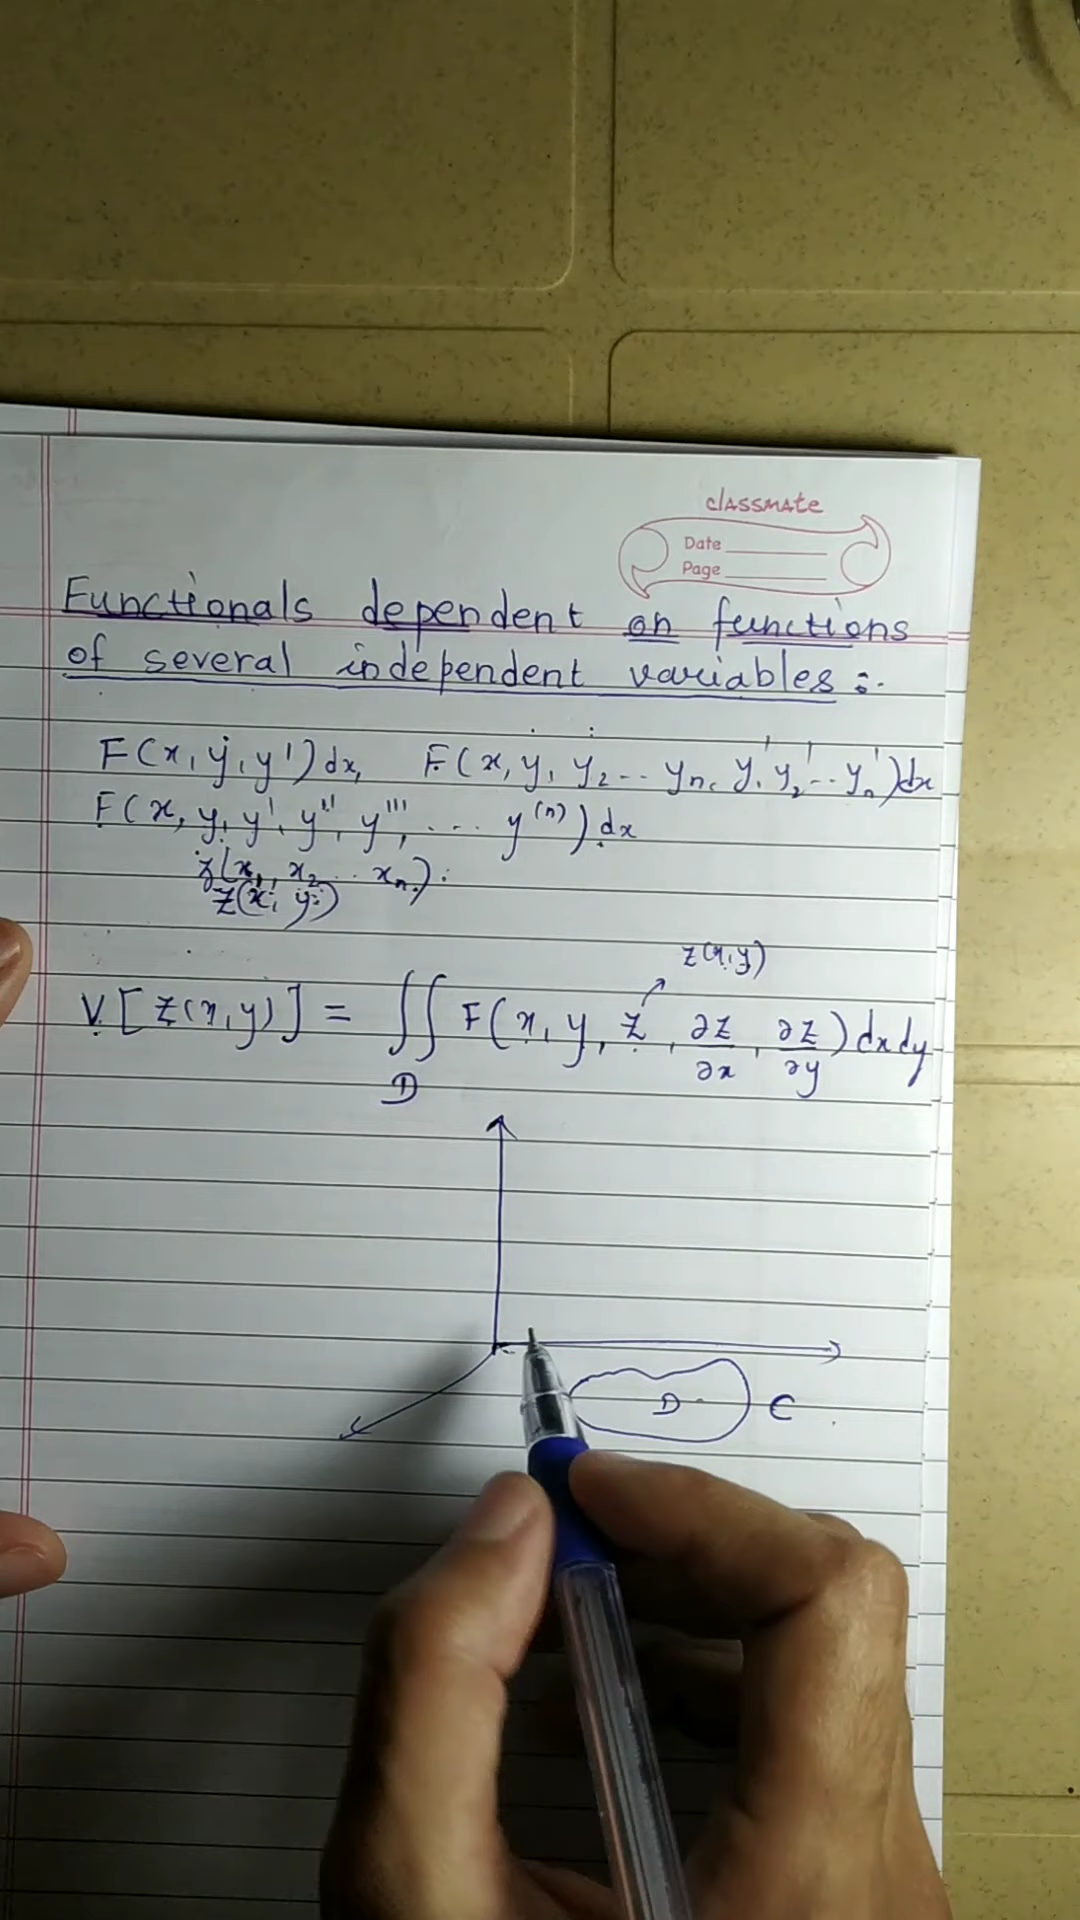 classmate
Date
Page
Functionals dependent on functions
of several independent variables :-
F(x, y, y') dx, F(x, y₁ y₂ -- yₙ, y₁' y₂' -- yₙ') dx
F(x, y, y', y'', y''', ... y⁽ⁿ⁾) dx
z(x₁, x₂ ... xₙ).
z(x, y)
z(x,y)
V[z(x,y)] = ∬ F(x, y, z, ∂z/∂x, ∂z/∂y) dx dy
D
D C